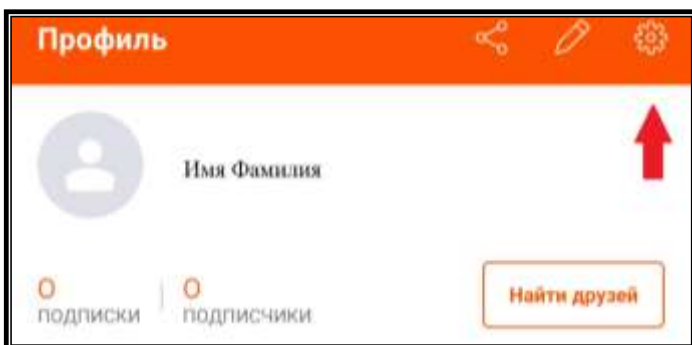 Профиль
Имя Фамилия
0 0
подписки подписчики
Найти друзей